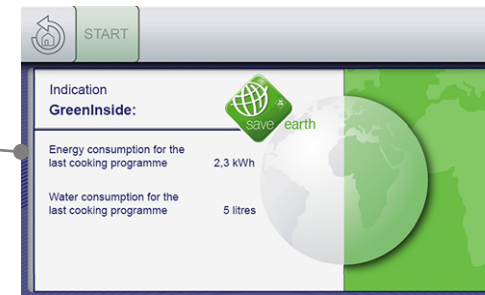 START
Indication
GreenInside:
save earth
Energy consumption for the
last cooking programme 2,3 kWh
Water consumption for the
last cooking programme 5 litres